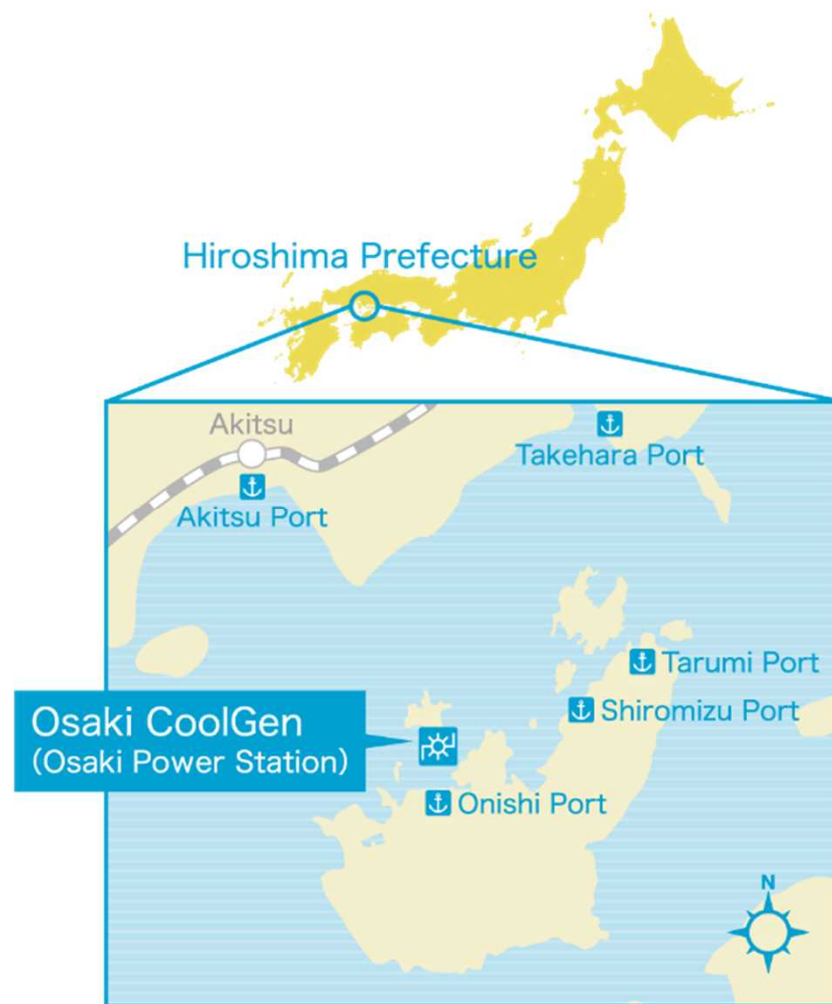 Hiroshima Prefecture
Akitsu
Takehara Port
Akitsu Port
Tarumi Port
Shiromizu Port
Osaki CoolGen
(Osaki Power Station)
Onishi Port
N